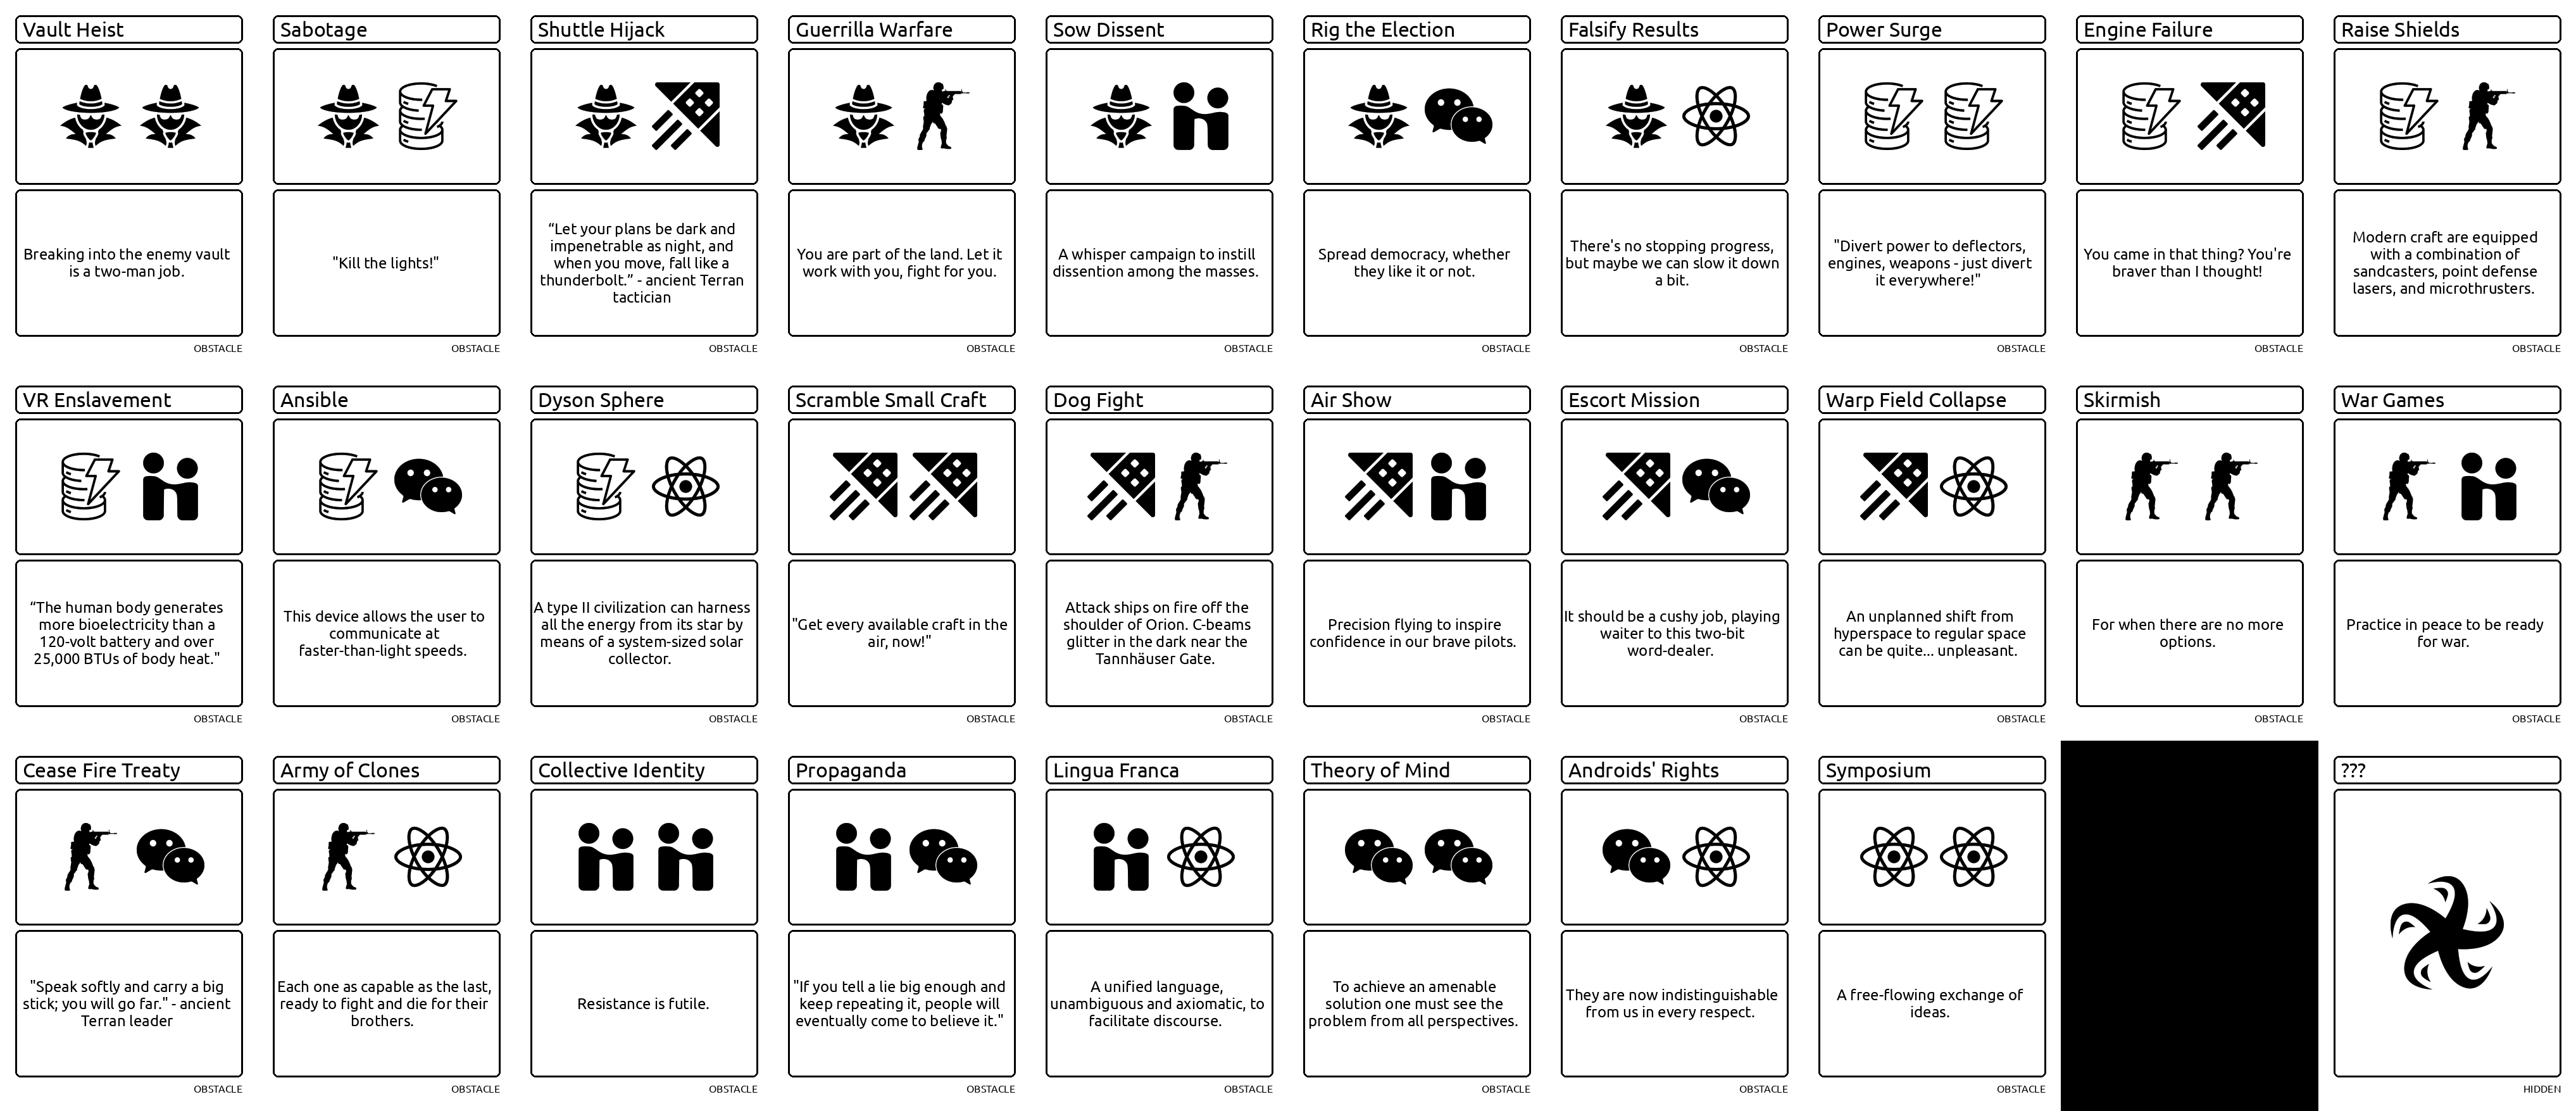 Vault Heist
Breaking into the enemy vault
is a two-man job.
OBSTACLE
Sabotage
"Kill the lights!"
OBSTACLE
Shuttle Hijack
“Let your plans be dark and
impenetrable as night, and
when you move, fall like a
thunderbolt.” - ancient Terran
tactician
OBSTACLE
Guerrilla Warfare
You are part of the land. Let it
work with you, fight for you.
OBSTACLE
Sow Dissent
A whisper campaign to instill
dissention among the masses.
OBSTACLE
Rig the Election
Spread democracy, whether
they like it or not.
OBSTACLE
Falsify Results
There's no stopping progress,
but maybe we can slow it down
a bit.
OBSTACLE
Power Surge
"Divert power to deflectors,
engines, weapons - just divert
it everywhere!"
OBSTACLE
Engine Failure
You came in that thing? You're
braver than I thought!
OBSTACLE
Raise Shields
Modern craft are equipped
with a combination of
sandcasters, point defense
lasers, and microthrusters.
OBSTACLE
VR Enslavement
“The human body generates
more bioelectricity than a
120-volt battery and over
25,000 BTUs of body heat."
OBSTACLE
Ansible
This device allows the user to
communicate at
faster-than-light speeds.
OBSTACLE
Dyson Sphere
A type II civilization can harness
all the energy from its star by
means of a system-sized solar
collector.
OBSTACLE
Scramble Small Craft
"Get every available craft in the
air, now!"
OBSTACLE
Dog Fight
Attack ships on fire off the
shoulder of Orion. C-beams
glitter in the dark near the
Tannhäuser Gate.
OBSTACLE
Air Show
Precision flying to inspire
confidence in our brave pilots.
OBSTACLE
Escort Mission
It should be a cushy job, playing
waiter to this two-bit
word-dealer.
OBSTACLE
Warp Field Collapse
An unplanned shift from
hyperspace to regular space
can be quite... unpleasant.
OBSTACLE
Skirmish
For when there are no more
options.
OBSTACLE
War Games
Practice in peace to be ready
for war.
OBSTACLE
Cease Fire Treaty
"Speak softly and carry a big
stick; you will go far." - ancient
Terran leader
OBSTACLE
Army of Clones
Each one as capable as the last,
ready to fight and die for their
brothers.
OBSTACLE
Collective Identity
Resistance is futile.
OBSTACLE
Propaganda
"If you tell a lie big enough and
keep repeating it, people will
eventually come to believe it."
OBSTACLE
Lingua Franca
A unified language,
unambiguous and axiomatic, to
facilitate discourse.
OBSTACLE
Theory of Mind
To achieve an amenable
solution one must see the
problem from all perspectives.
OBSTACLE
Androids' Rights
They are now indistinguishable
from us in every respect.
OBSTACLE
Symposium
A free-flowing exchange of
ideas.
OBSTACLE
???
HIDDEN